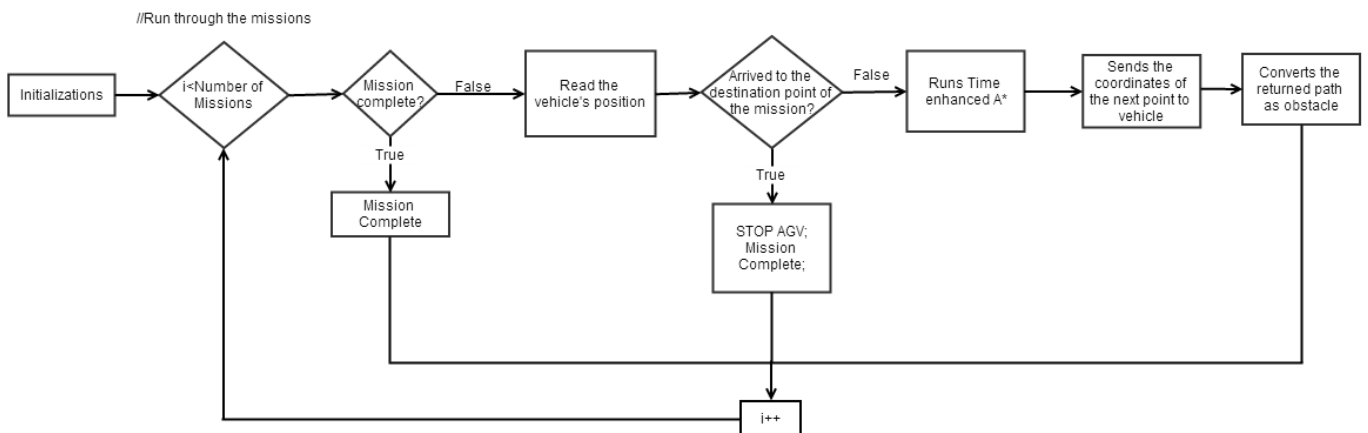 //Run through the missions
Initializations
i<Number of
Missions
Mission
complete?
False
Read the
vehicle's position
Arrived to the
destination point of
the mission?
False
Runs Time
enhanced A*
Sends the
coordinates of
the next point to
vehicle
Converts the
returned path
as obstacle
True
Mission
Complete
True
STOP AGV;
Mission
Complete;
i++